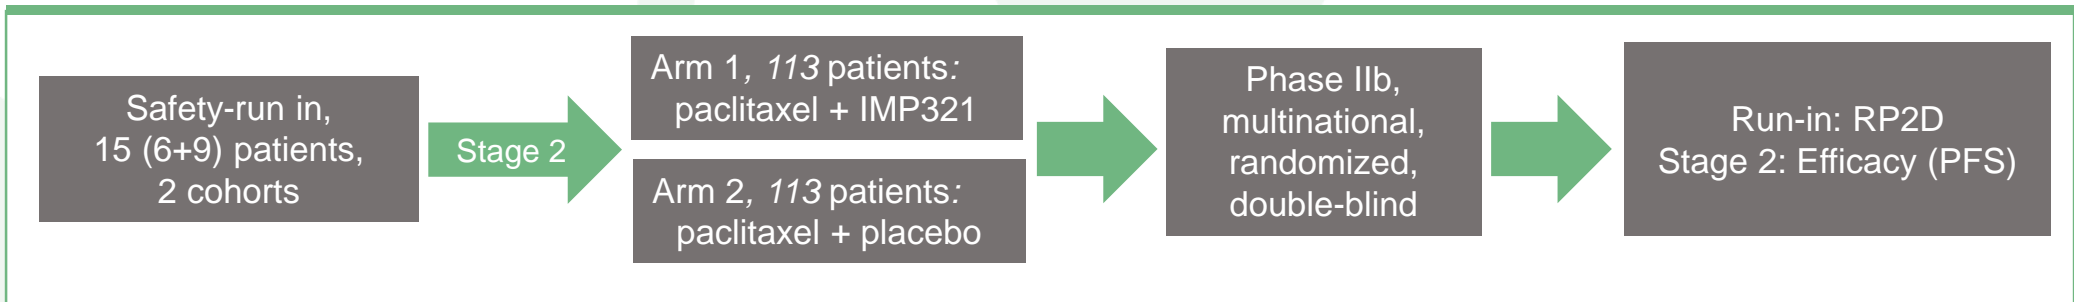 Safety-run in,
15 (6+9) patients,
2 cohorts
Stage 2
Arm 1, 113 patients:
paclitaxel + IMP321
Arm 2, 113 patients:
paclitaxel + placebo
Phase IIb,
multinational,
randomized,
double-blind
Run-in: RP2D
Stage 2: Efficacy (PFS)